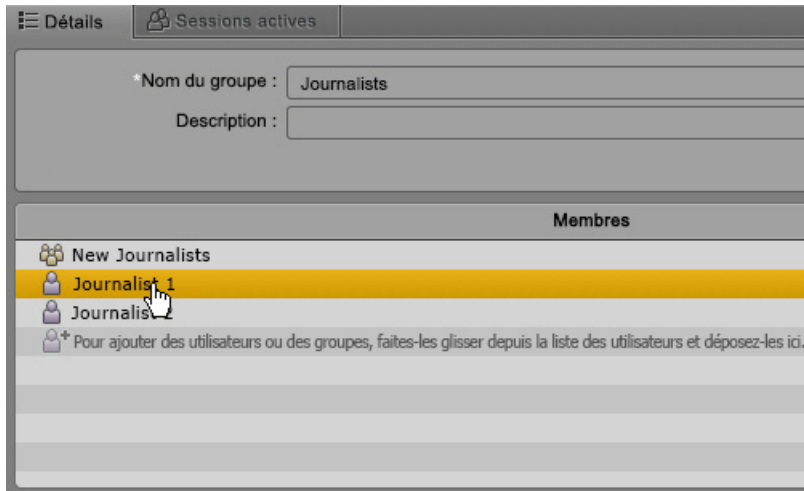 Détails
Sessions actives
*Nom du groupe : Journalists
Description :
Membres
New Journalists
Journalist 1
Journalist 2
Pour ajouter des utilisateurs ou des groupes, faites-les glisser depuis la liste des utilisateurs et déposez-les ici.